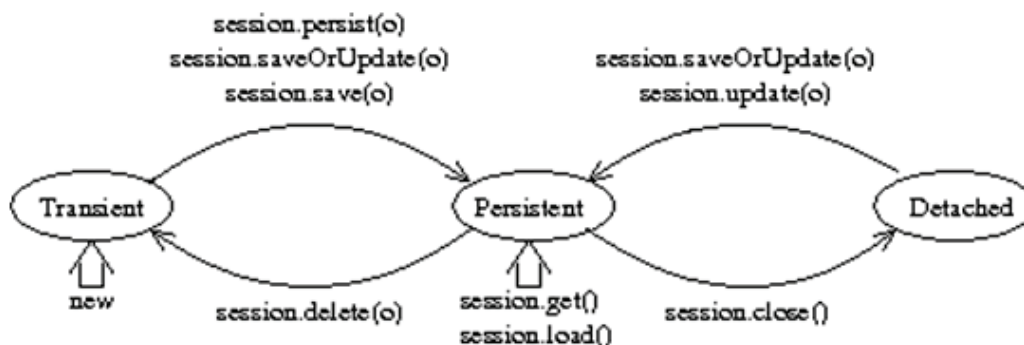 session.persist(o)
session.saveOrUpdate(o)
session.save(o)
session.saveOrUpdate(o)
session.update(o)
Transient
Persistent
Detached
new
session.delete(o)
session.get()
session.load()
session.close()